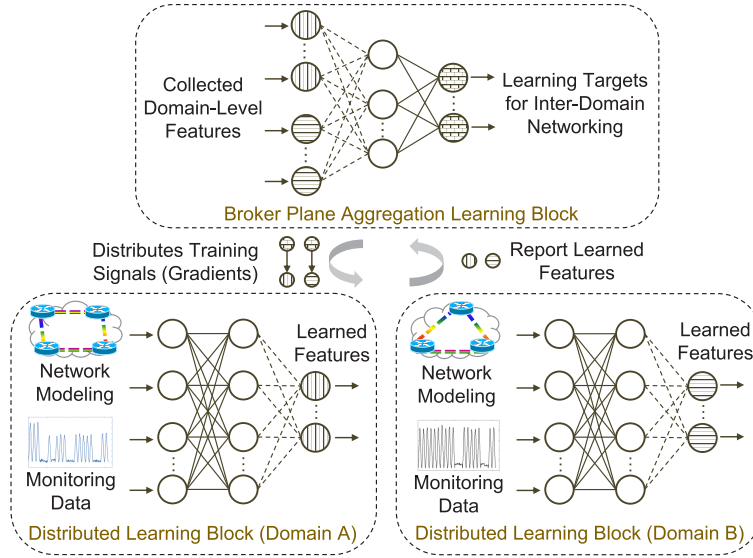 Collected
Domain-Level
Features
Learning Targets
for Inter-Domain
Networking
Broker Plane Aggregation Learning Block
Distributes Training
Signals (Gradients)
Report Learned
Features
Network
Modeling
Monitoring
Data
Learned
Features
Distributed Learning Block (Domain A)
Network
Modeling
Monitoring
Data
Learned
Features
Distributed Learning Block (Domain B)